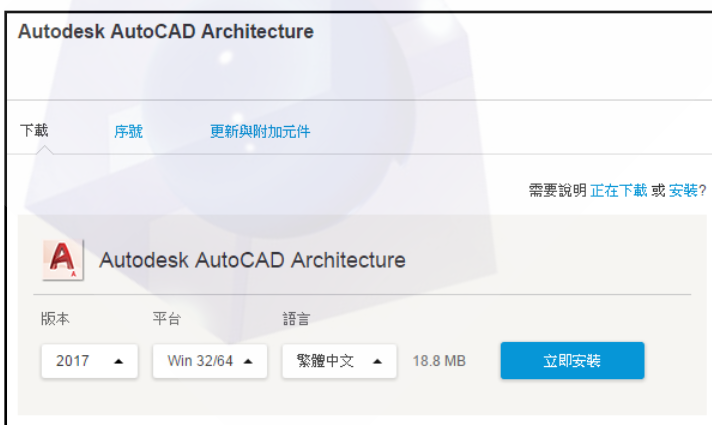 Autodesk AutoCAD Architecture
下載 序號 更新與附加元件
需要說明 正在下載 或 安裝?
Autodesk AutoCAD Architecture
版本 平台 語言
2017 Win 32/64 繁體中文 18.8 MB 立即安裝